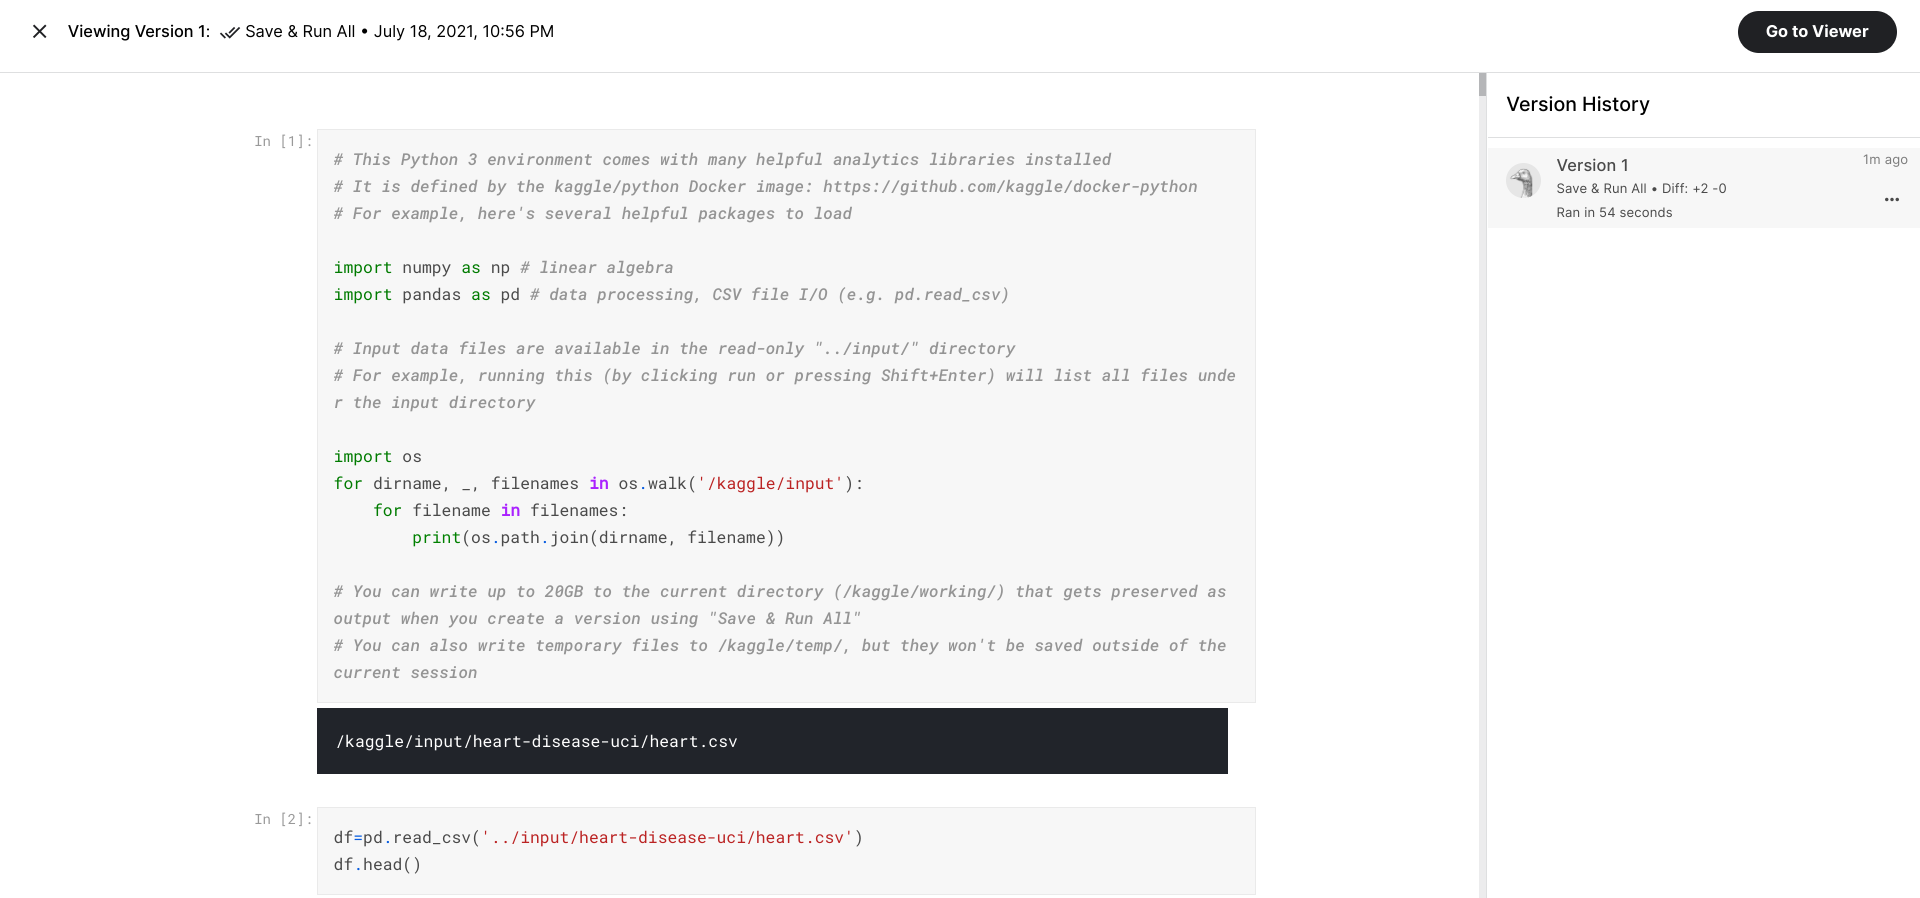 Viewing Version 1: Save & Run All • July 18, 2021, 10:56 PM
Go to Viewer
In [1]:
# This Python 3 environment comes with many helpful analytics libraries installed
# It is defined by the kaggle/python Docker image: https://github.com/kaggle/docker-python
# For example, here's several helpful packages to load
import numpy as np # linear algebra
import pandas as pd # data processing, CSV file I/O (e.g. pd.read_csv)
# Input data files are available in the read-only "../input/" directory
# For example, running this (by clicking run or pressing Shift+Enter) will list all files unde
r the input directory
import os
for dirname, _, filenames in os.walk('/kaggle/input'):
    for filename in filenames:
        print(os.path.join(dirname, filename))
# You can write up to 20GB to the current directory (/kaggle/working/) that gets preserved as
output when you create a version using "Save & Run All"
# You can also write temporary files to /kaggle/temp/, but they won't be saved outside of the
current session
/kaggle/input/heart-disease-uci/heart.csv
In [2]:
df=pd.read_csv('../input/heart-disease-uci/heart.csv')
df.head()
Version History
Version 1
1m ago
Save & Run All • Diff: +2 -0
Ran in 54 seconds